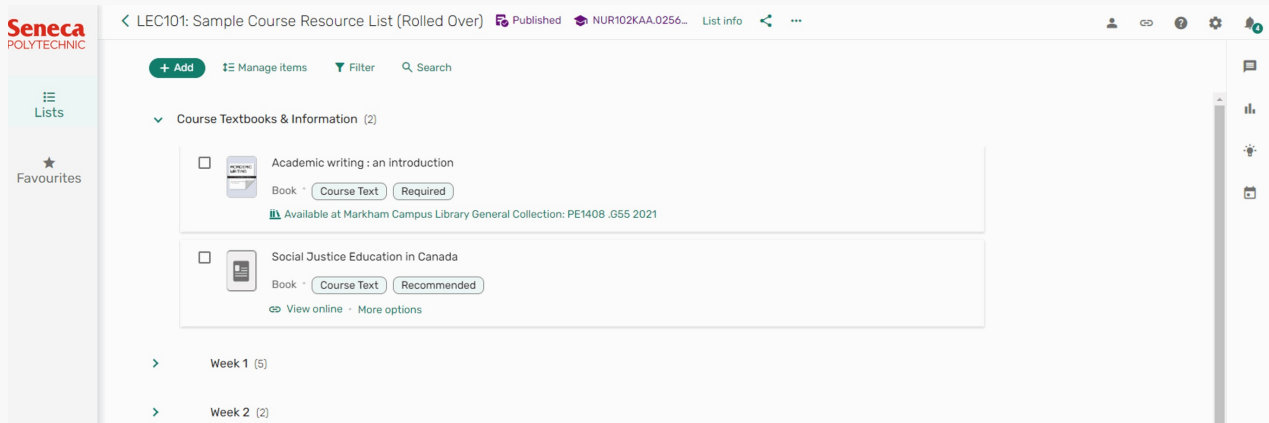 Seneca
POLYTECHNIC
LEC101: Sample Course Resource List (Rolled Over) Published NUR102KAA.0256... List info ...
4
+ Add Manage items Filter Search
Lists
Favourites
Course Textbooks & Information (2)
ACADEMIC WRITING
Academic writing : an introduction
Book · Course Text Required
Available at Markham Campus Library General Collection: PE1408 .G55 2021
Social Justice Education in Canada
Book · Course Text Recommended
View online · More options
Week 1 (5)
Week 2 (2)